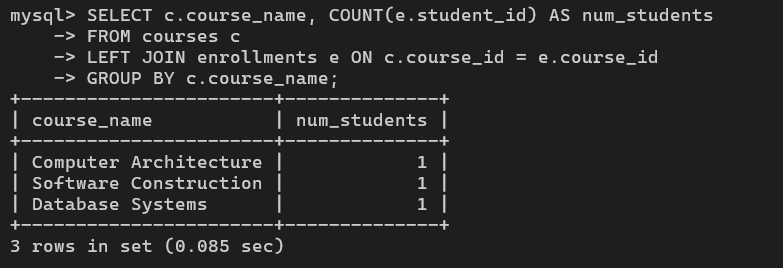 mysql> SELECT c.course_name, COUNT(e.student_id) AS num_students
    -> FROM courses c
    -> LEFT JOIN enrollments e ON c.course_id = e.course_id
    -> GROUP BY c.course_name;
+-----------------------+--------------+
| course_name           | num_students |
+-----------------------+--------------+
| Computer Architecture |            1 |
| Software Construction |            1 |
| Database Systems      |            1 |
+-----------------------+--------------+
3 rows in set (0.085 sec)